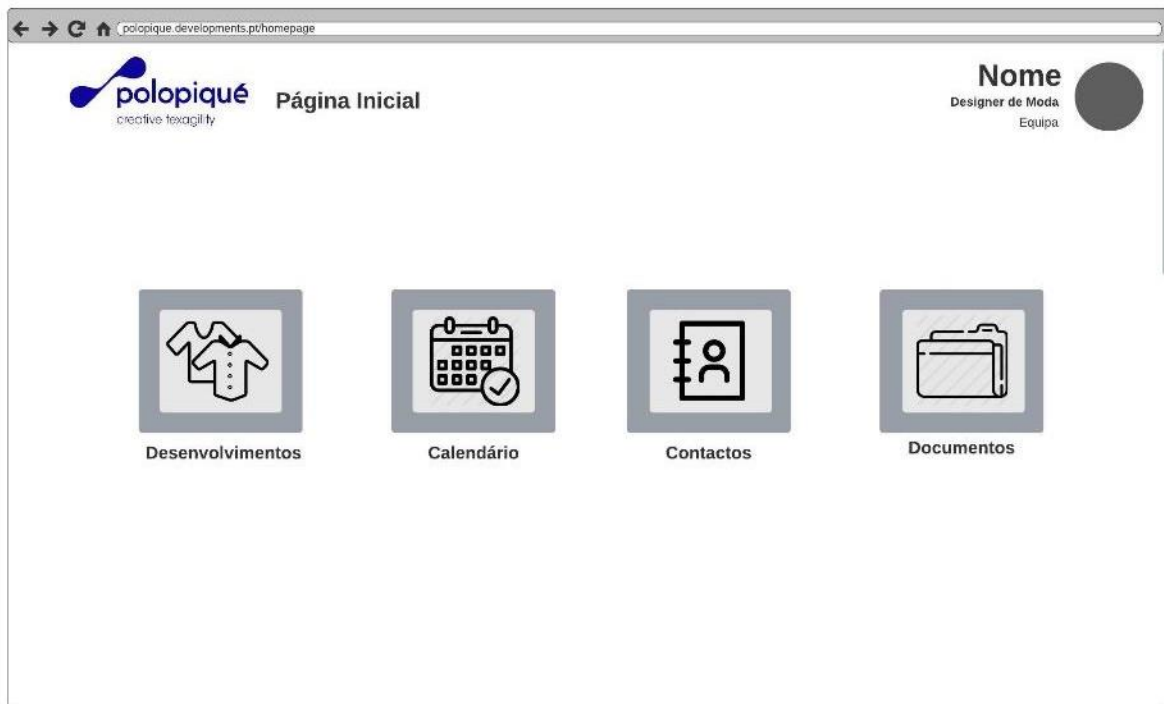 polopique.developments.pt/homepage
polopiqué
creative texagility
Página Inicial
Nome
Designer de Moda
Equipa
Desenvolvimentos
Calendário
Contactos
Documentos